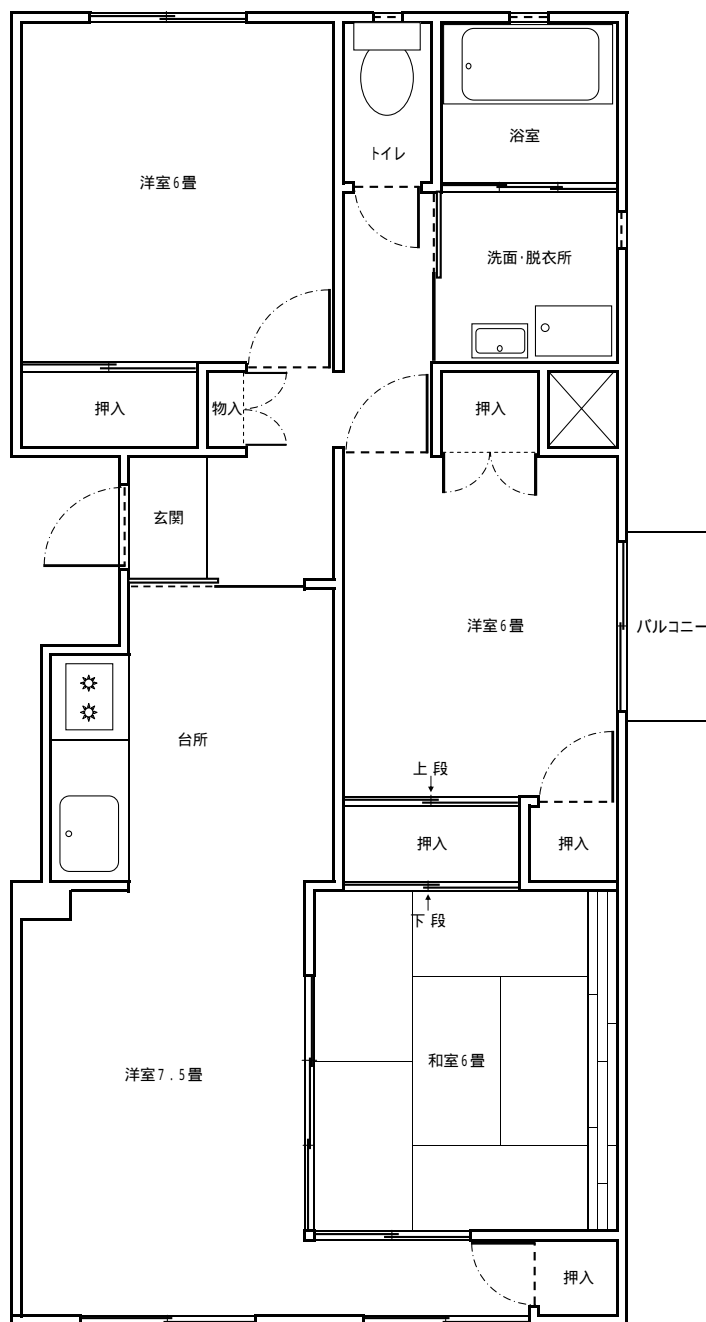 浴室
トイレ
洋室6畳
洗面・脱衣所
押入
物入
押入
玄関
洋室6畳
バルコニー
台所
上段
押入
押入
下段
和室6畳
洋室7.5畳
押入